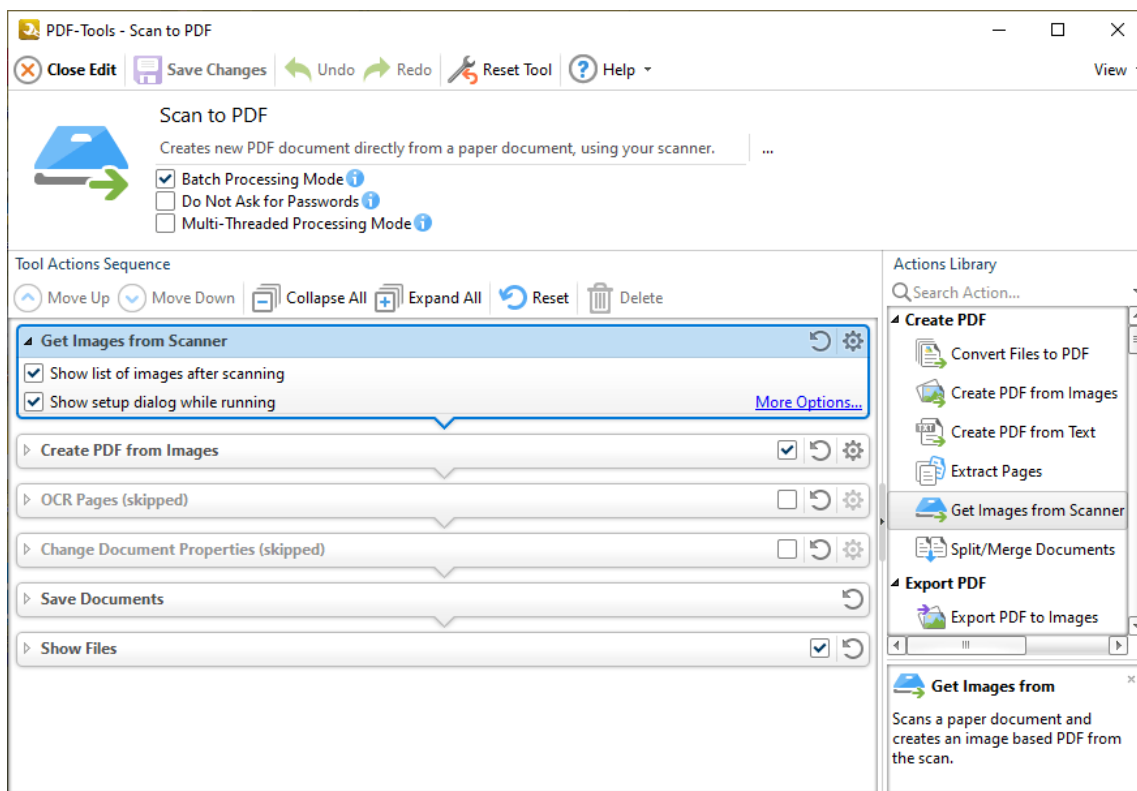 PDF-Tools - Scan to PDF
Close Edit Save Changes Undo Redo Reset Tool Help View
Scan to PDF
Creates new PDF document directly from a paper document, using your scanner. ...
Batch Processing Mode
Do Not Ask for Passwords
Multi-Threaded Processing Mode
Tool Actions Sequence
Move Up Move Down Collapse All Expand All Reset Delete
Get Images from Scanner
Show list of images after scanning
Show setup dialog while running More Options...
Create PDF from Images
OCR Pages (skipped)
Change Document Properties (skipped)
Save Documents
Show Files
Actions Library
Search Action...
Create PDF
Convert Files to PDF
Create PDF from Images
TXT
Create PDF from Text
Extract Pages
Get Images from Scanner
Split/Merge Documents
Export PDF
Export PDF to Images
Get Images from
Scans a paper document and
creates an image based PDF from
the scan.